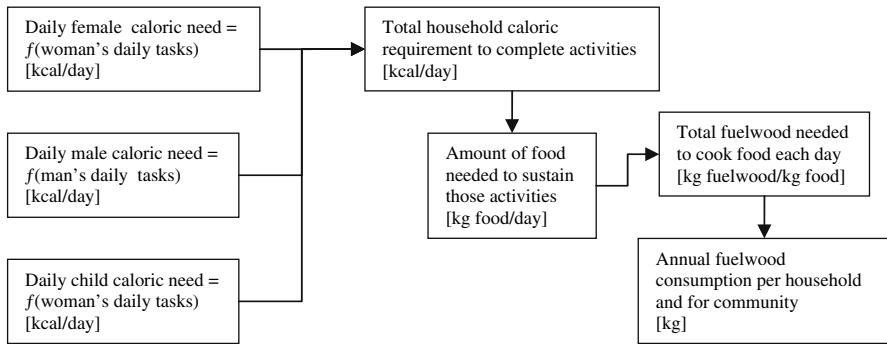 Daily female caloric need =
f(woman's daily tasks)
[kcal/day]
Total household caloric
requirement to complete activities
[kcal/day]
Daily male caloric need =
f(man's daily tasks)
[kcal/day]
Amount of food
needed to sustain
those activities
[kg food/day]
Total fuelwood needed
to cook food each day
[kg fuelwood/kg food]
Daily child caloric need =
f(woman's daily tasks)
[kcal/day]
Annual fuelwood
consumption per household
and for community
[kg]